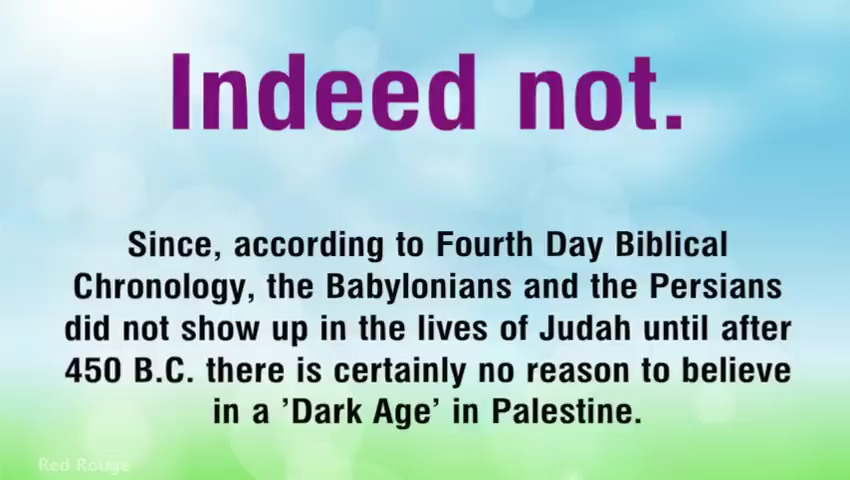 Indeed not.
Since, according to Fourth Day Biblical
Chronology, the Babylonians and the Persians
did not show up in the lives of Judah until after
450 B.C. there is certainly no reason to believe
in a ’Dark Age’ in Palestine.
Red Rouge